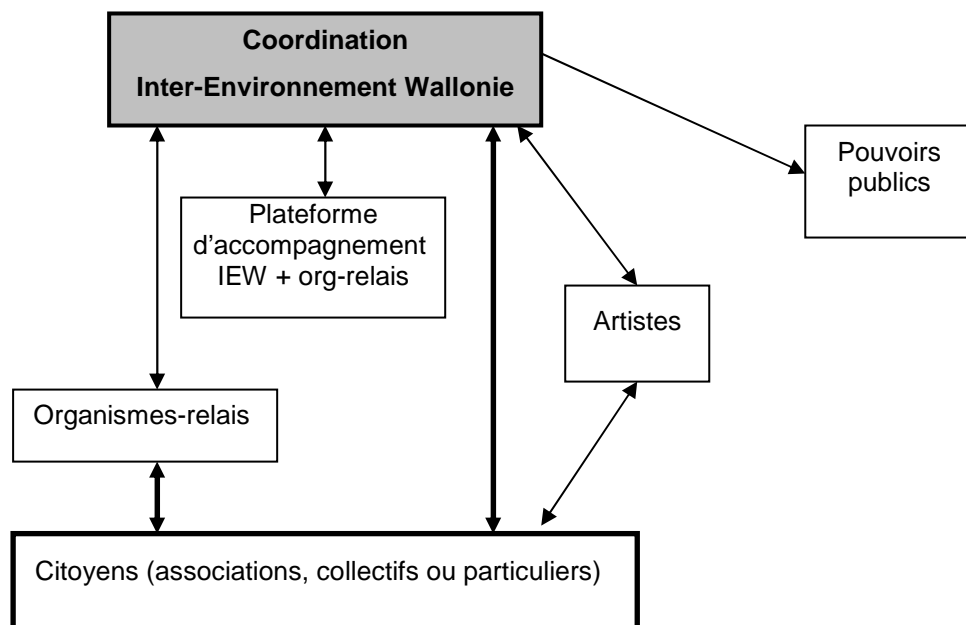 Coordination
Inter-Environnement Wallonie
Pouvoirs
publics
Plateforme
d’accompagnement
IEW + org-relais
Artistes
Organismes-relais
Citoyens (associations, collectifs ou particuliers)